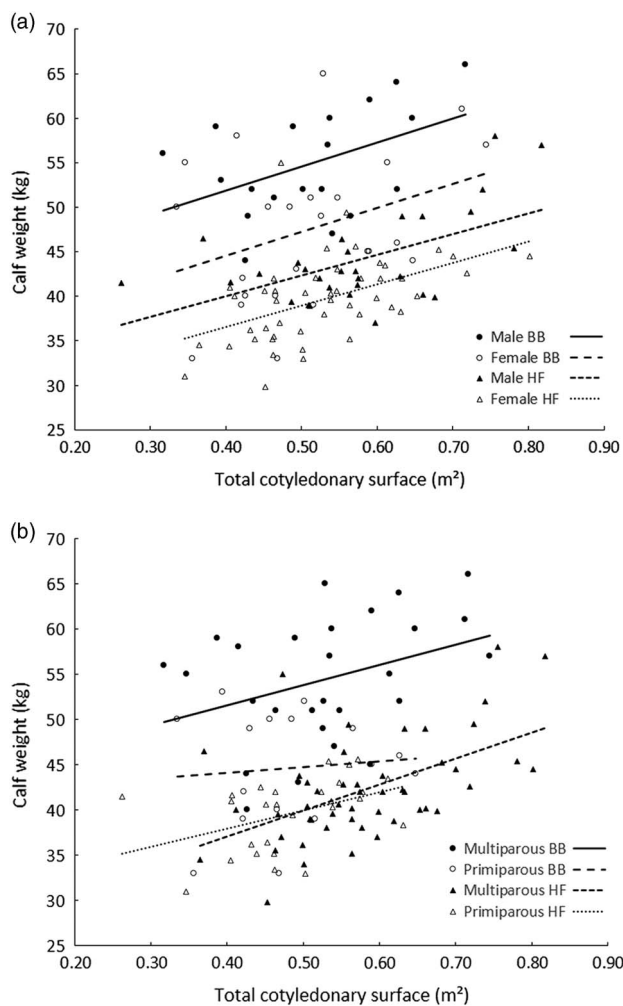 (a)
70
65
60
55
50
45
40
35
30
25
Calf weight (kg)
Male BB
Female BB
Male HF
Female HF
0.20 0.30 0.40 0.50 0.60 0.70 0.80 0.90
Total cotyledonary surface (m²)
(b)
70
65
60
55
50
45
40
35
30
25
Calf weight (kg)
Multiparous BB
Primiparous BB
Multiparous HF
Primiparous HF
0.20 0.30 0.40 0.50 0.60 0.70 0.80 0.90
Total cotyledonary surface (m²)